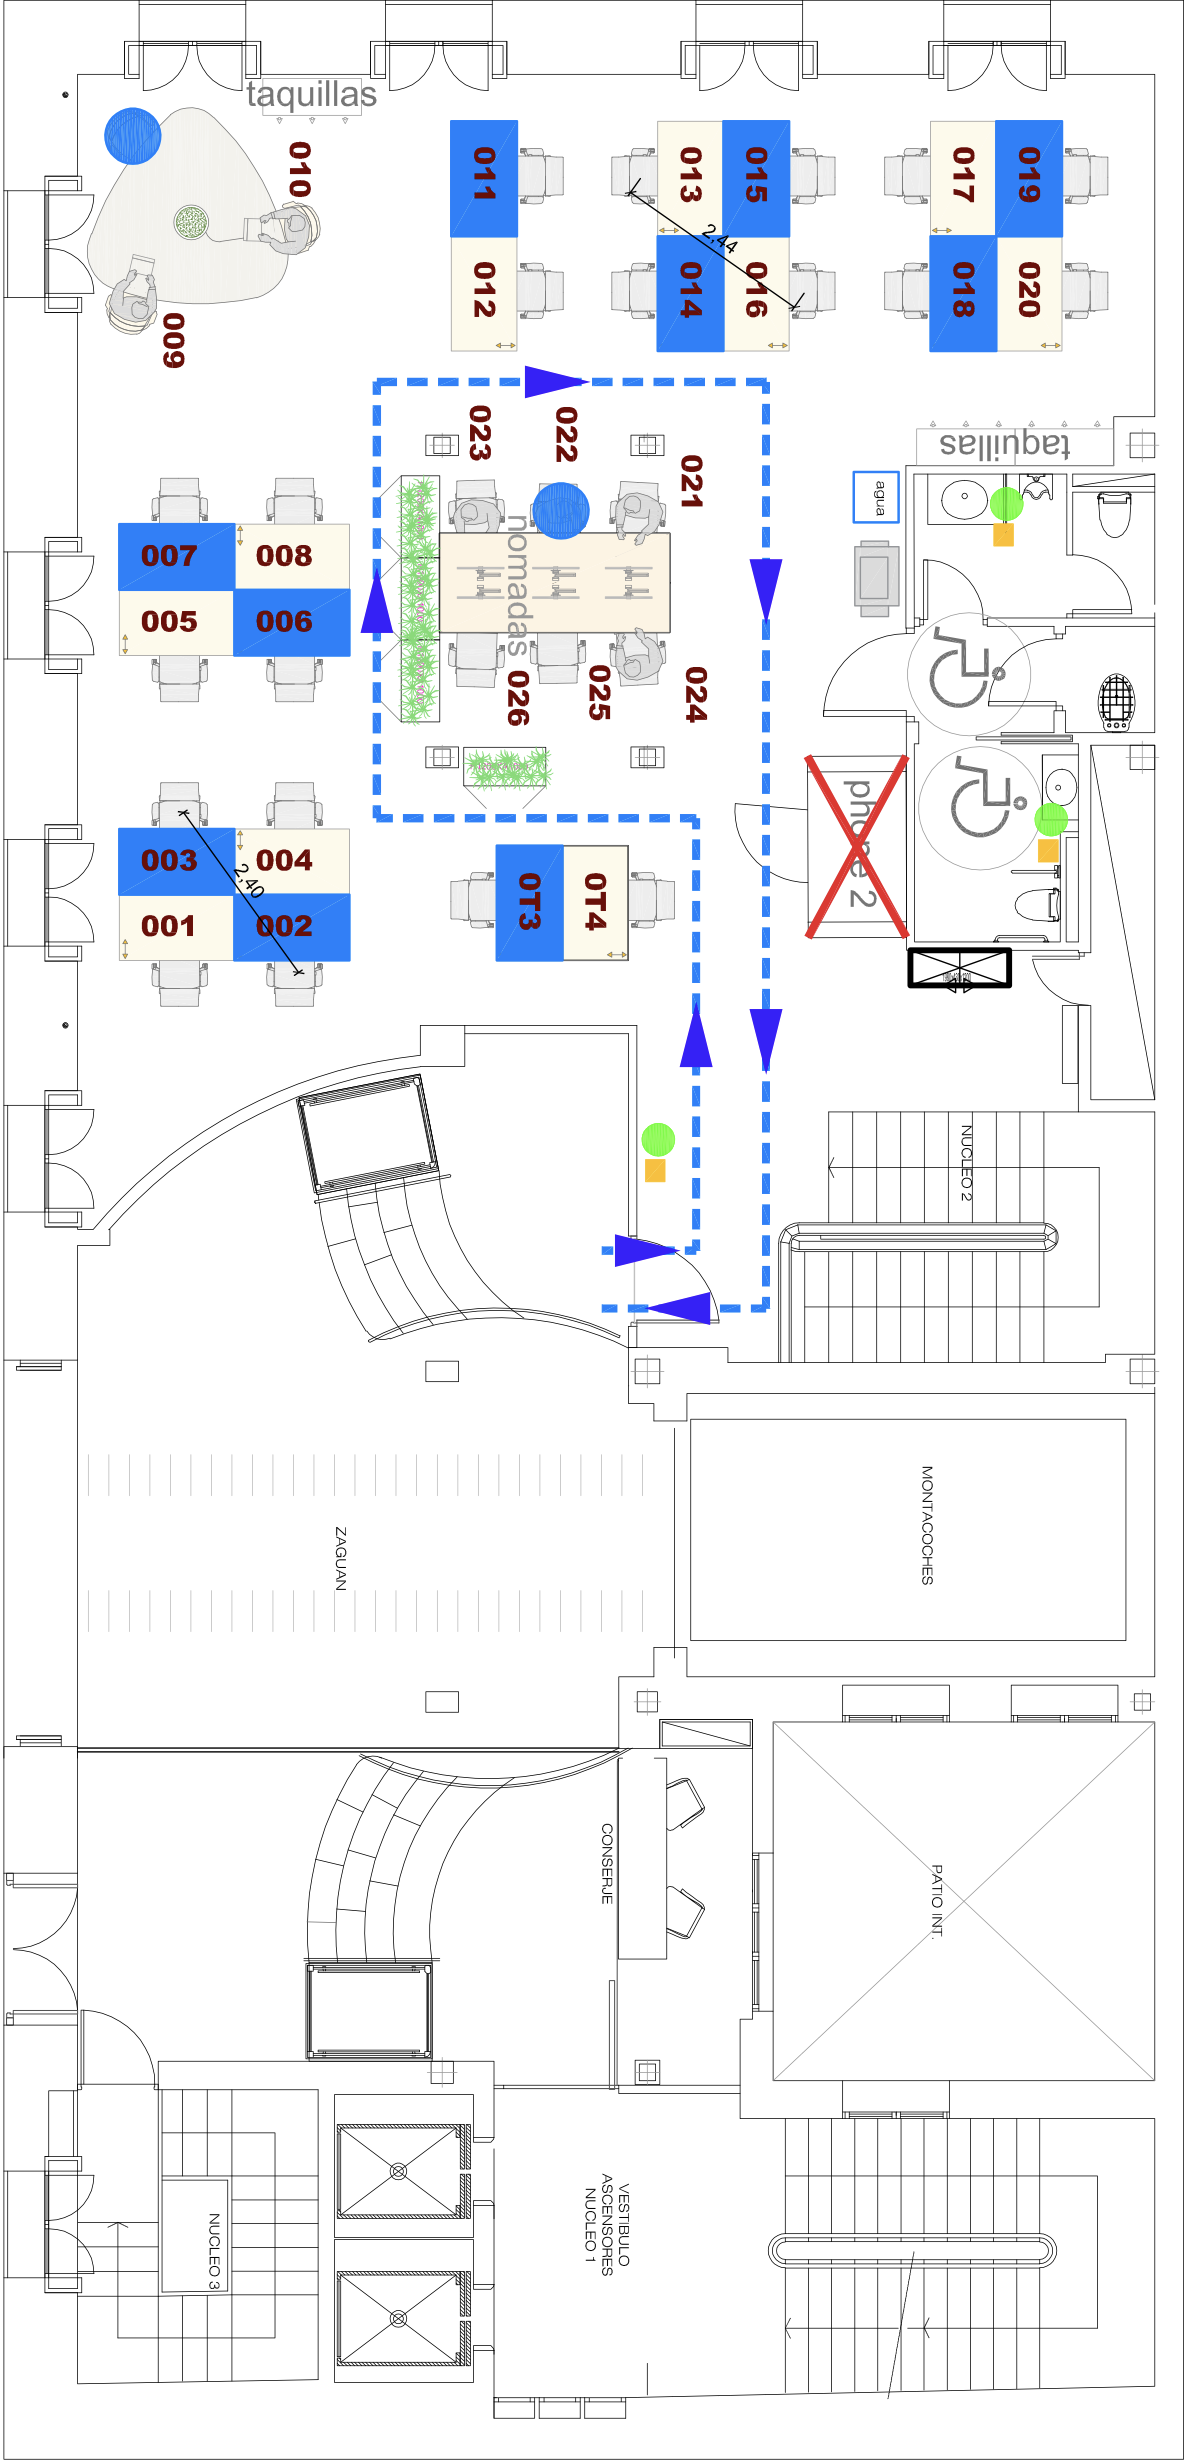 taquillas
010
009
011
012
013
015
2,44
014
016
017
019
018
020
023
022
021
taquillas
agua
007
008
005
006
nomadas
026
025
024
003
004
2,40
001
002
0T3
0T4
phone 2
NUCLEO 2
MONTACOCHES
ZAGUAN
CONSERJE
PATIO INT.
VESTIBULO
ASCENSORES
NUCLEO 1
NUCLEO 3